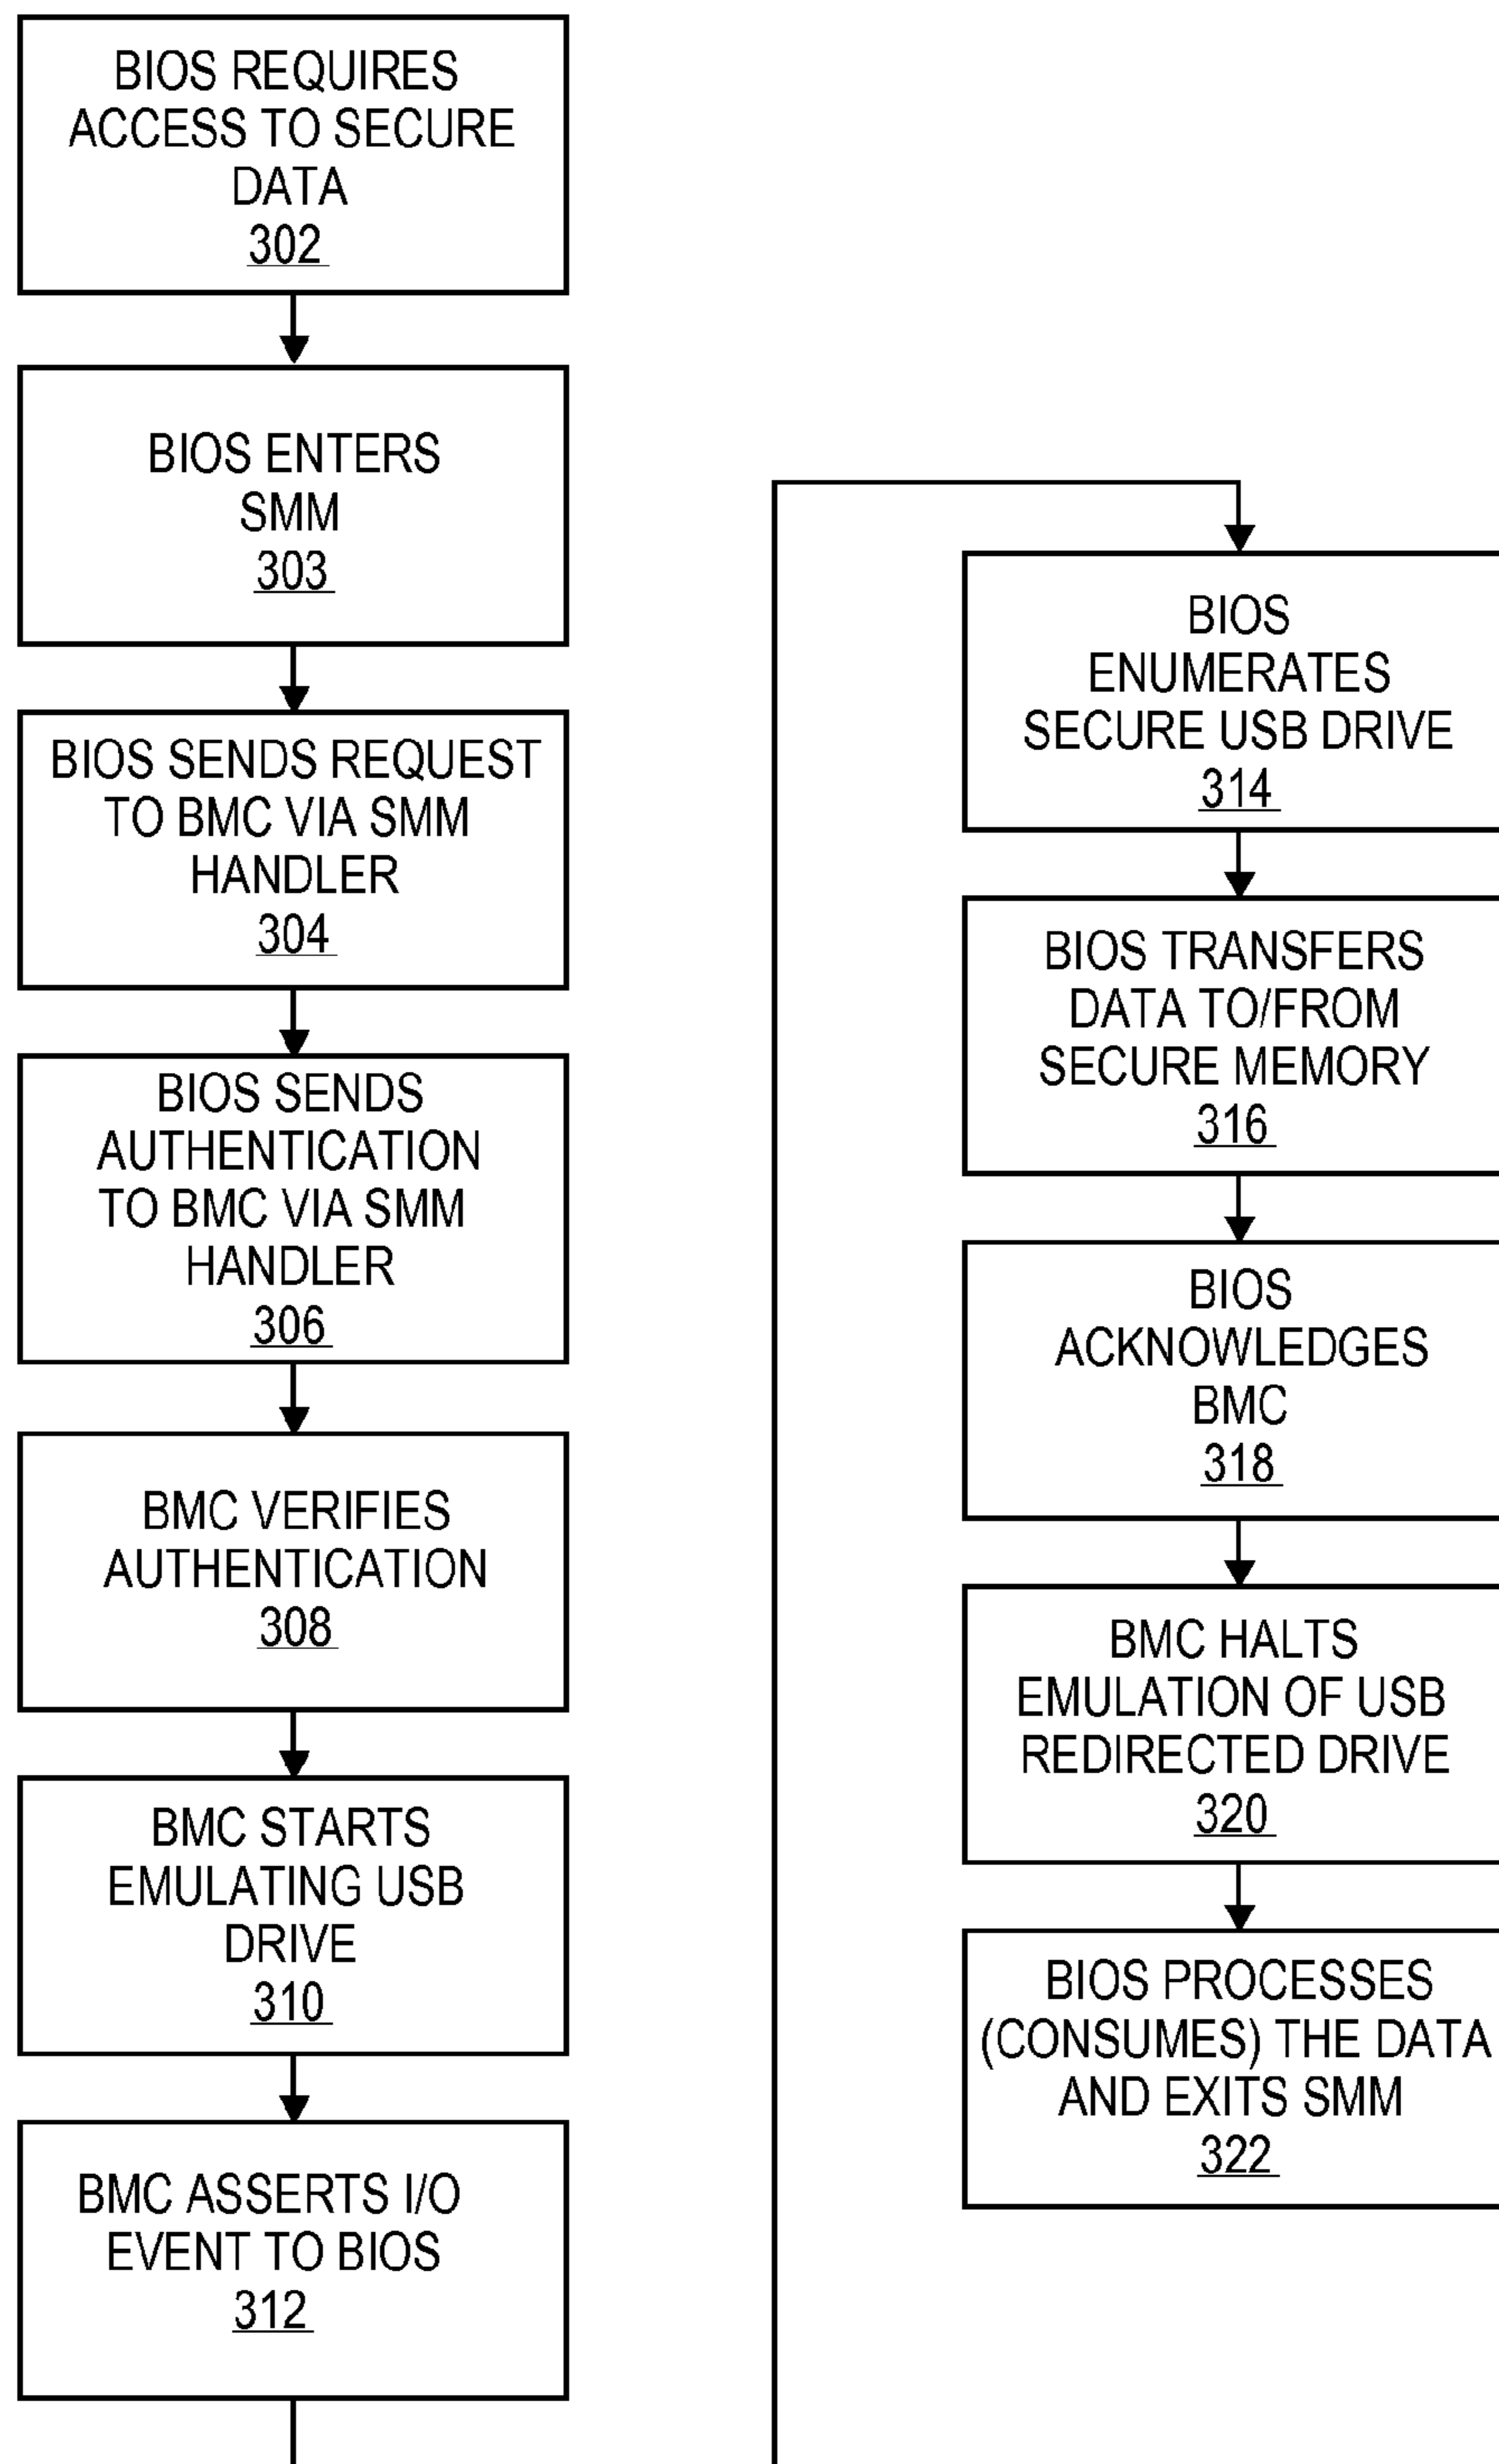 BIOS REQUIRES
ACCESS TO SECURE
DATA
302
BIOS ENTERS
SMM
303
BIOS SENDS REQUEST
TO BMC VIA SMM
HANDLER
304
BIOS SENDS
AUTHENTICATION
TO BMC VIA SMM
HANDLER
306
BMC VERIFIES
AUTHENTICATION
308
BMC STARTS
EMULATING USB
DRIVE
310
BMC ASSERTS I/O
EVENT TO BIOS
312
BIOS
ENUMERATES
SECURE USB DRIVE
314
BIOS TRANSFERS
DATA TO/FROM
SECURE MEMORY
316
BIOS
ACKNOWLEDGES
BMC
318
BMC HALTS
EMULATION OF USB
REDIRECTED DRIVE
320
BIOS PROCESSES
(CONSUMES) THE DATA
AND EXITS SMM
322